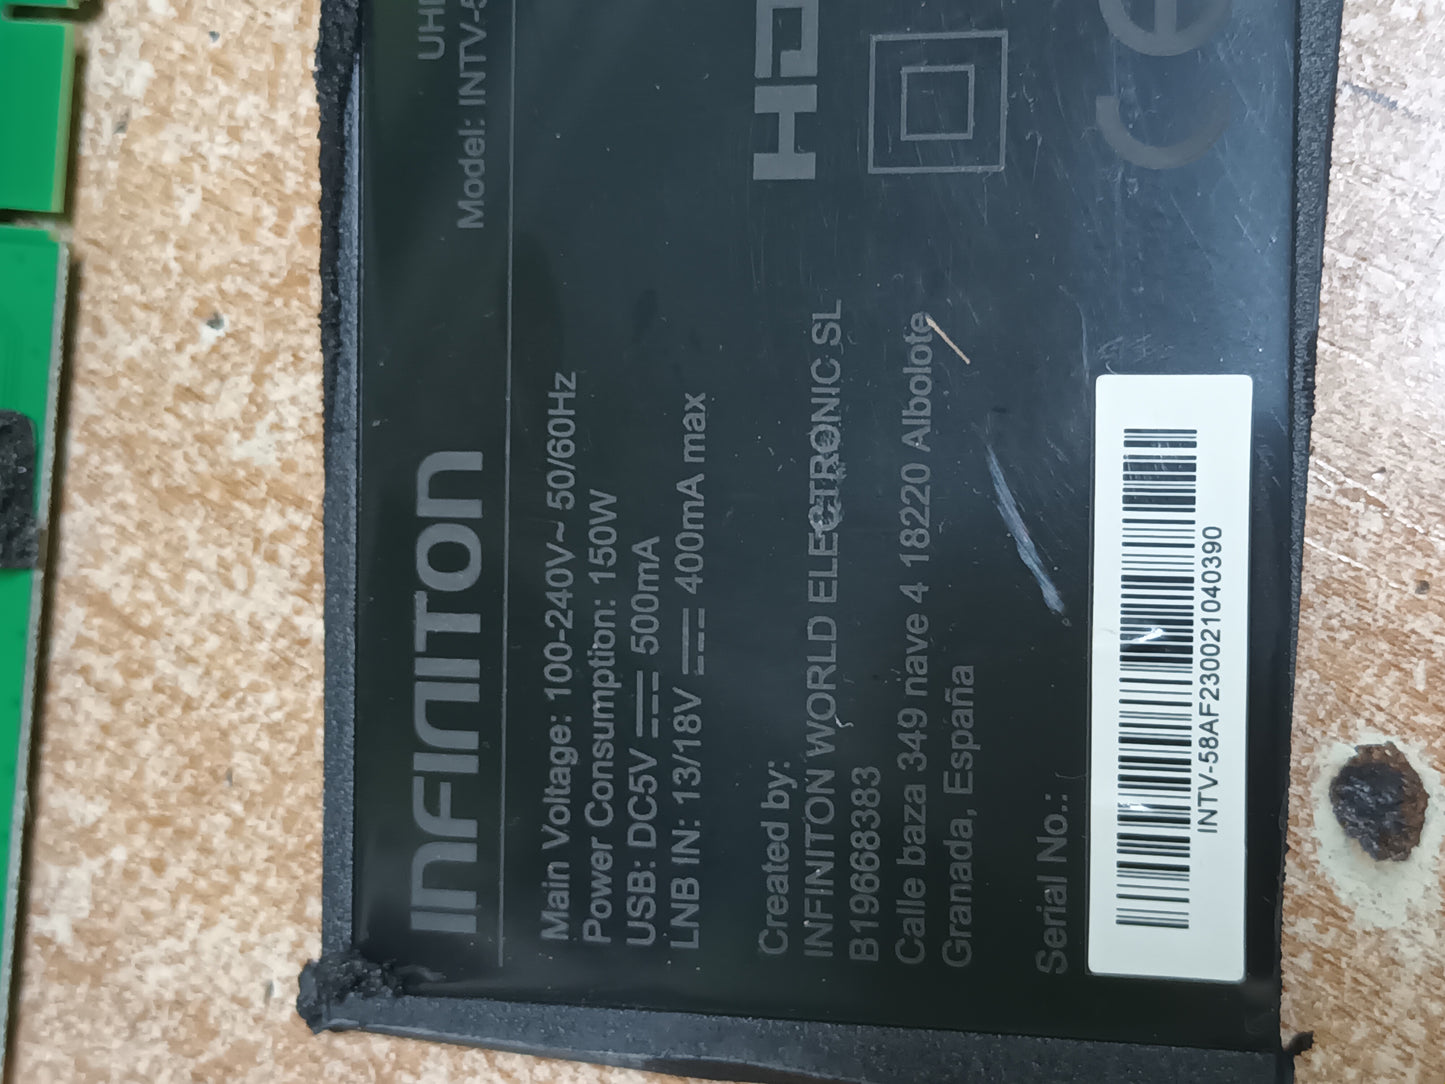 INFINITON
UHD
Model: INTV-5
Main Voltage: 100-240V~ 50/60Hz
Power Consumption: 150W
USB: DC5V ⎓ 500mA
LNB IN: 13/18V ⎓ 400mA max
Created by:
INFINITON WORLD ELECTRONIC SL
B19668383
Calle baza 349 nave 4 18220 Albolote
Granada, España
Serial No.:
INTV-58AF230021040390
CE